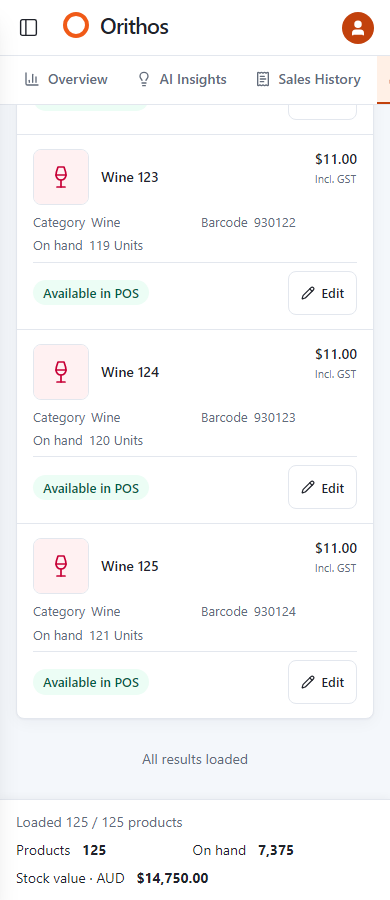 Orithos
Overview AI Insights Sales History
Wine 123 $11.00
Incl. GST
Category Wine Barcode 930122
On hand 119 Units
Available in POS Edit
Wine 124 $11.00
Incl. GST
Category Wine Barcode 930123
On hand 120 Units
Available in POS Edit
Wine 125 $11.00
Incl. GST
Category Wine Barcode 930124
On hand 121 Units
Available in POS Edit
All results loaded
Loaded 125 / 125 products
Products 125 On hand 7,375
Stock value · AUD $14,750.00